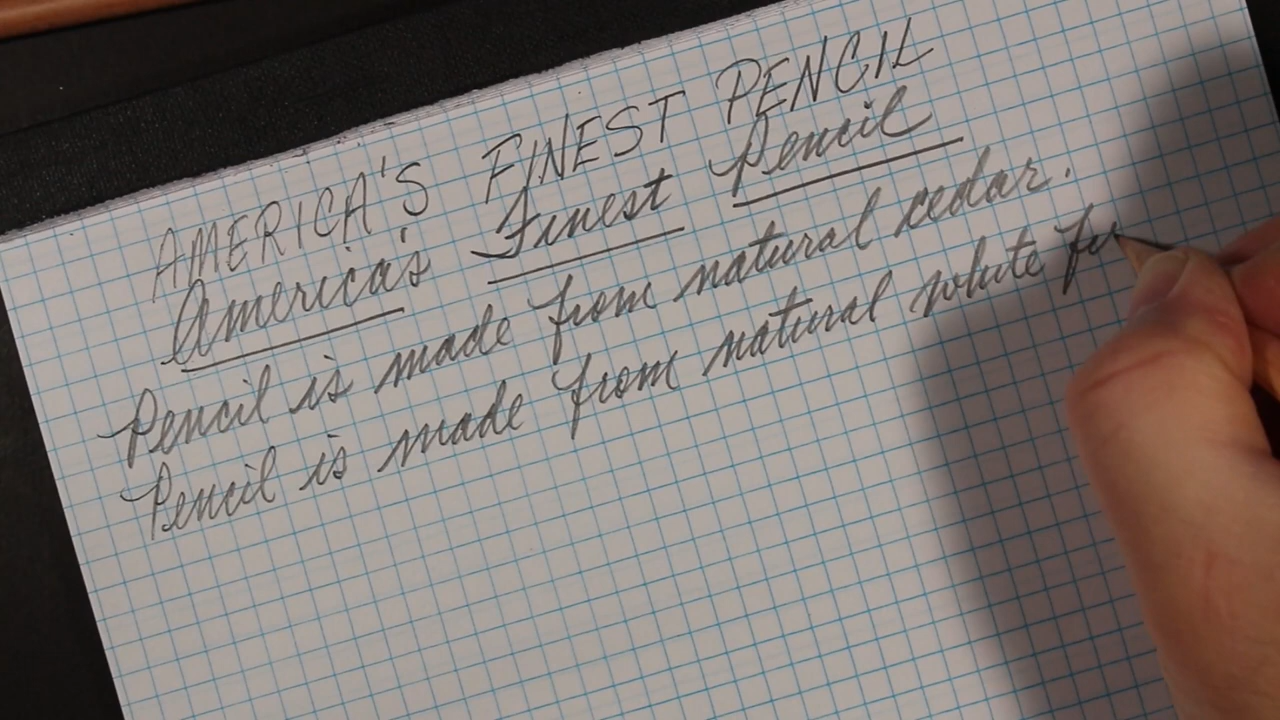 AMERICA'S FINEST PENCIL
America's Finest Pencil
Pencil is made from natural cedar.
Pencil is made from natural white